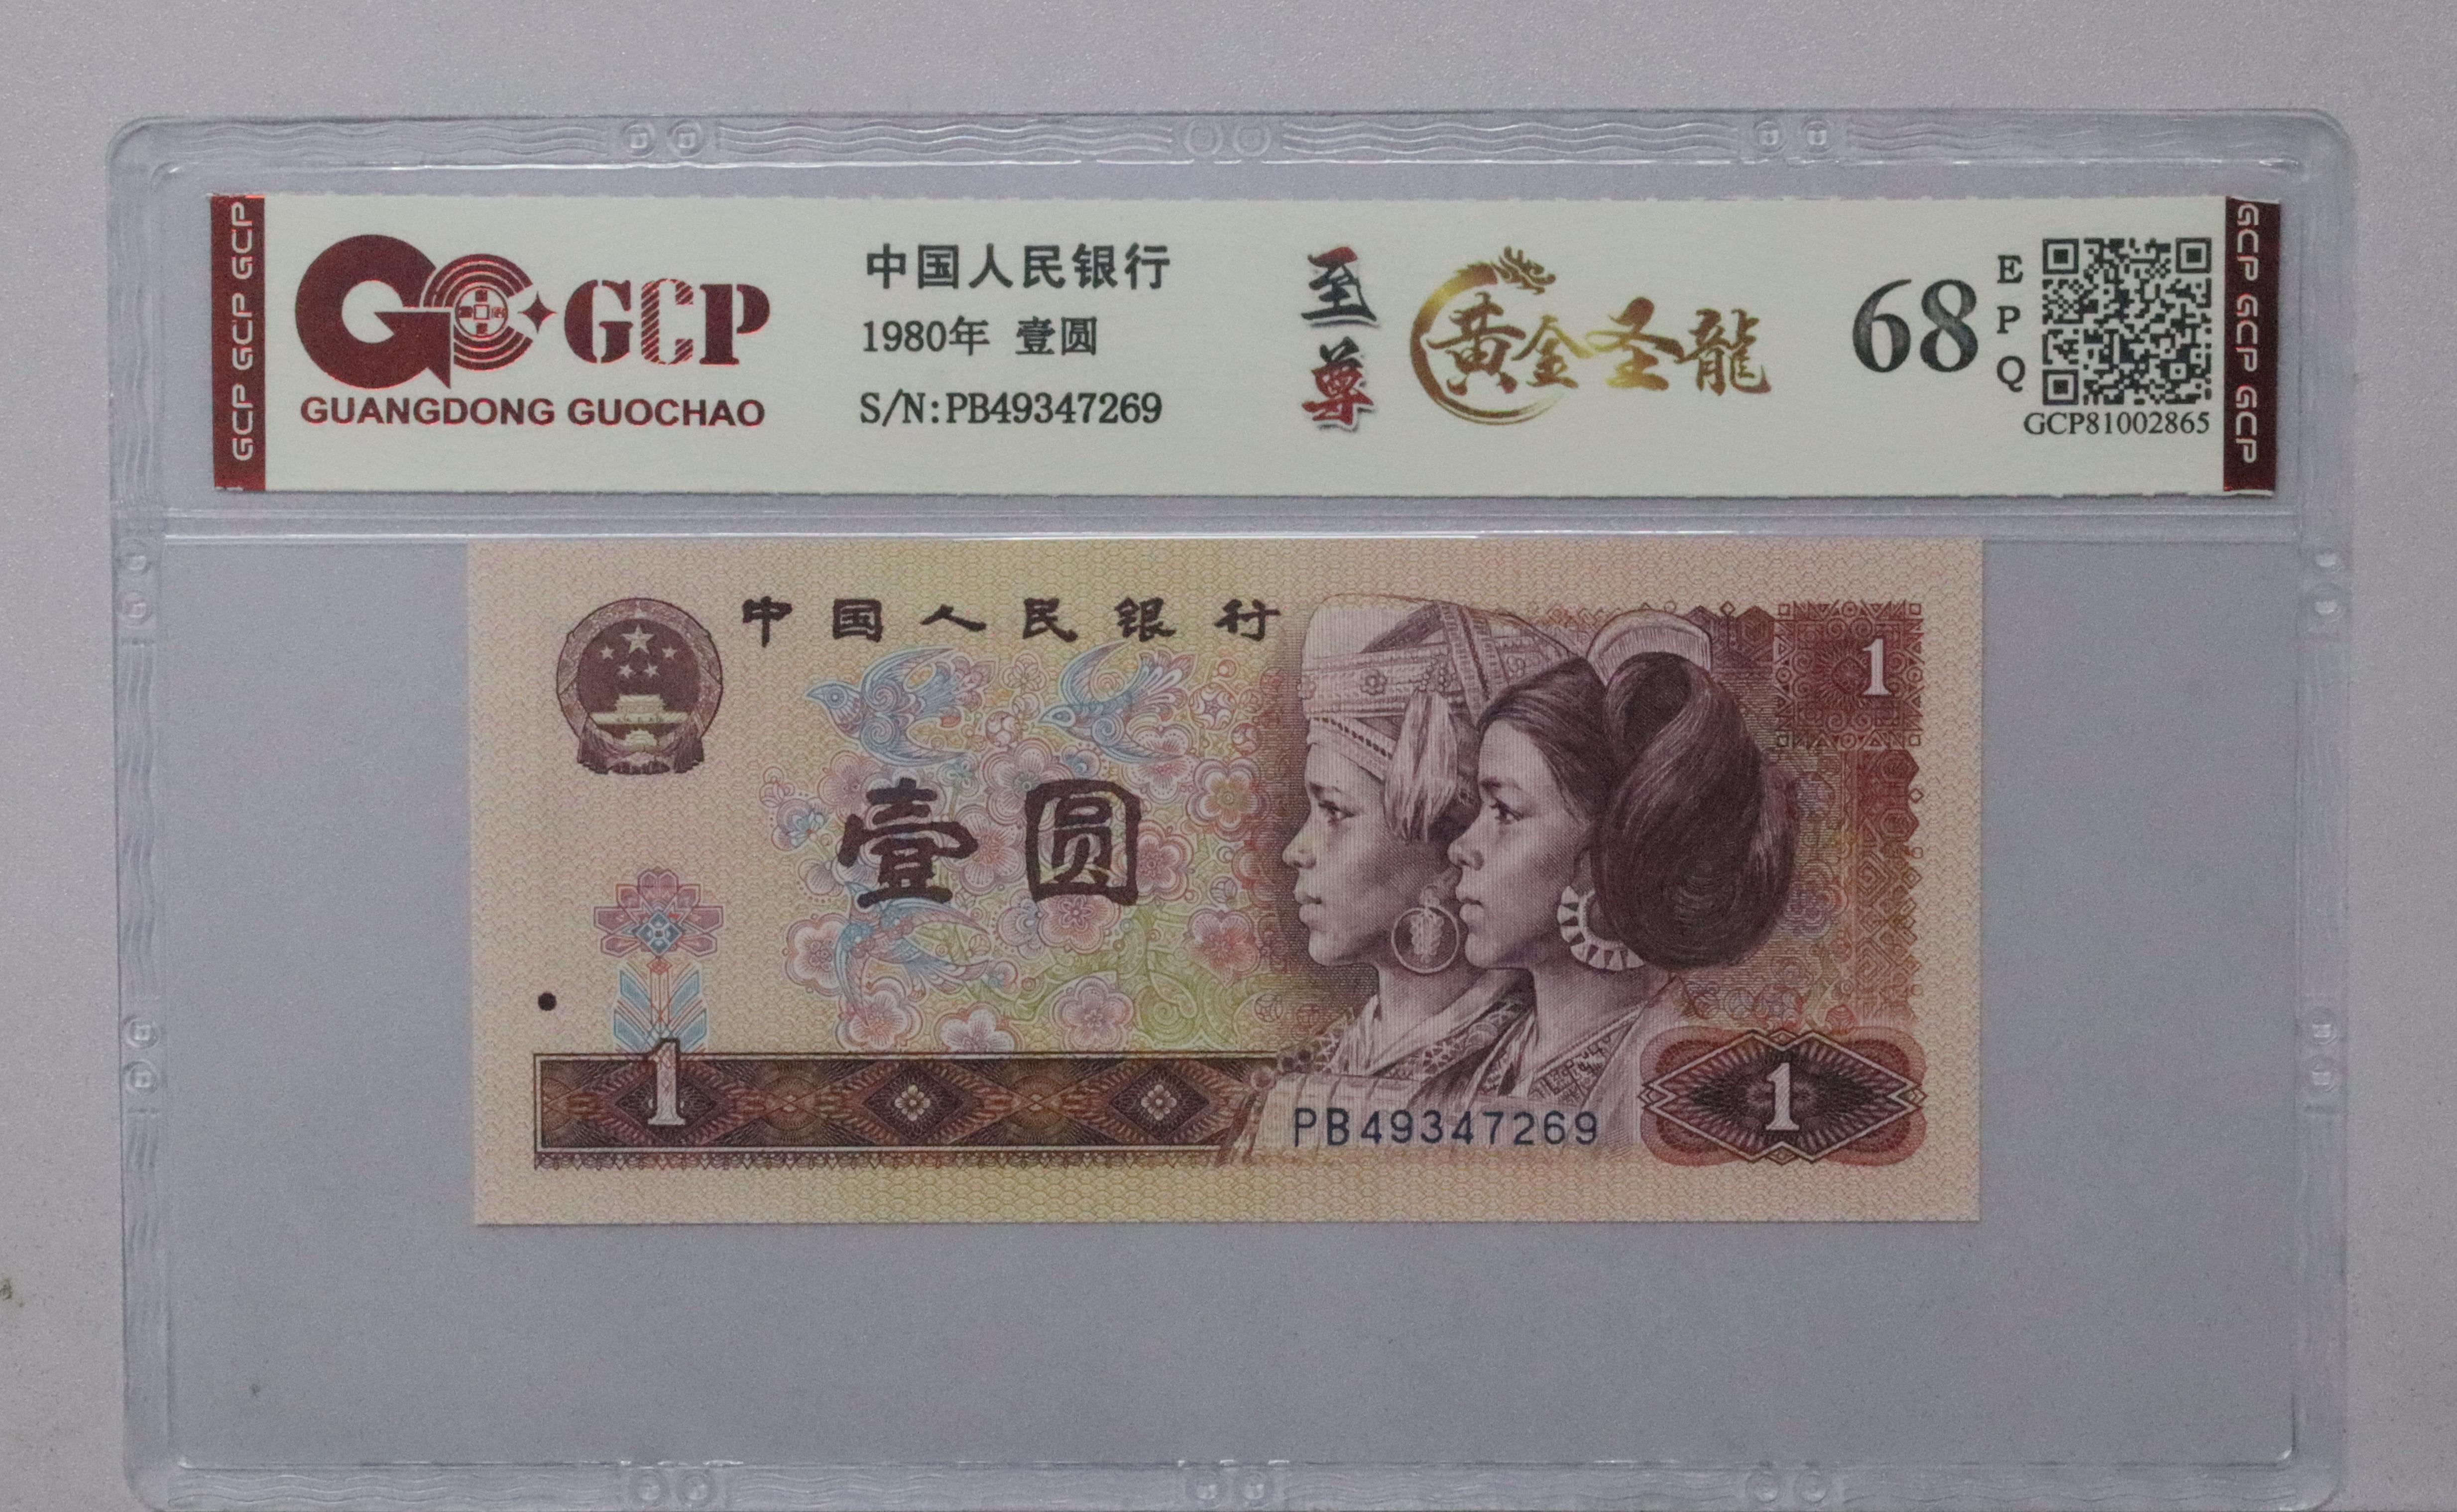 GCP GCP GCP
GCP
GUANGDONG GUOCHAO
中国人民银行
1980年 壹圆
S/N:PB49347269
至尊
黄金圣龍
68
EPQ
GCP81002865
GCP GCP GCP
中国人民银行
1
壹圆
1
PB49347269
1